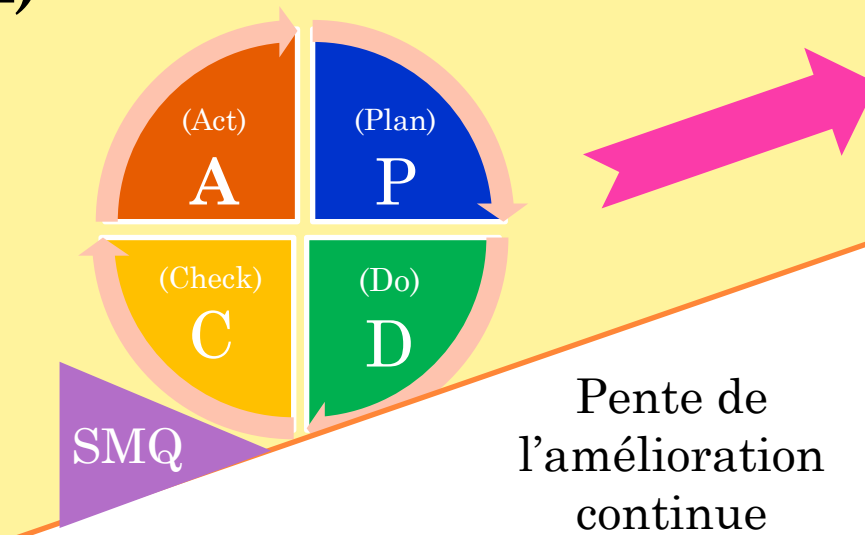 (Act)
A
(Plan)
P
(Check)
C
(Do)
D
SMQ
Pente de
l’amélioration
continue